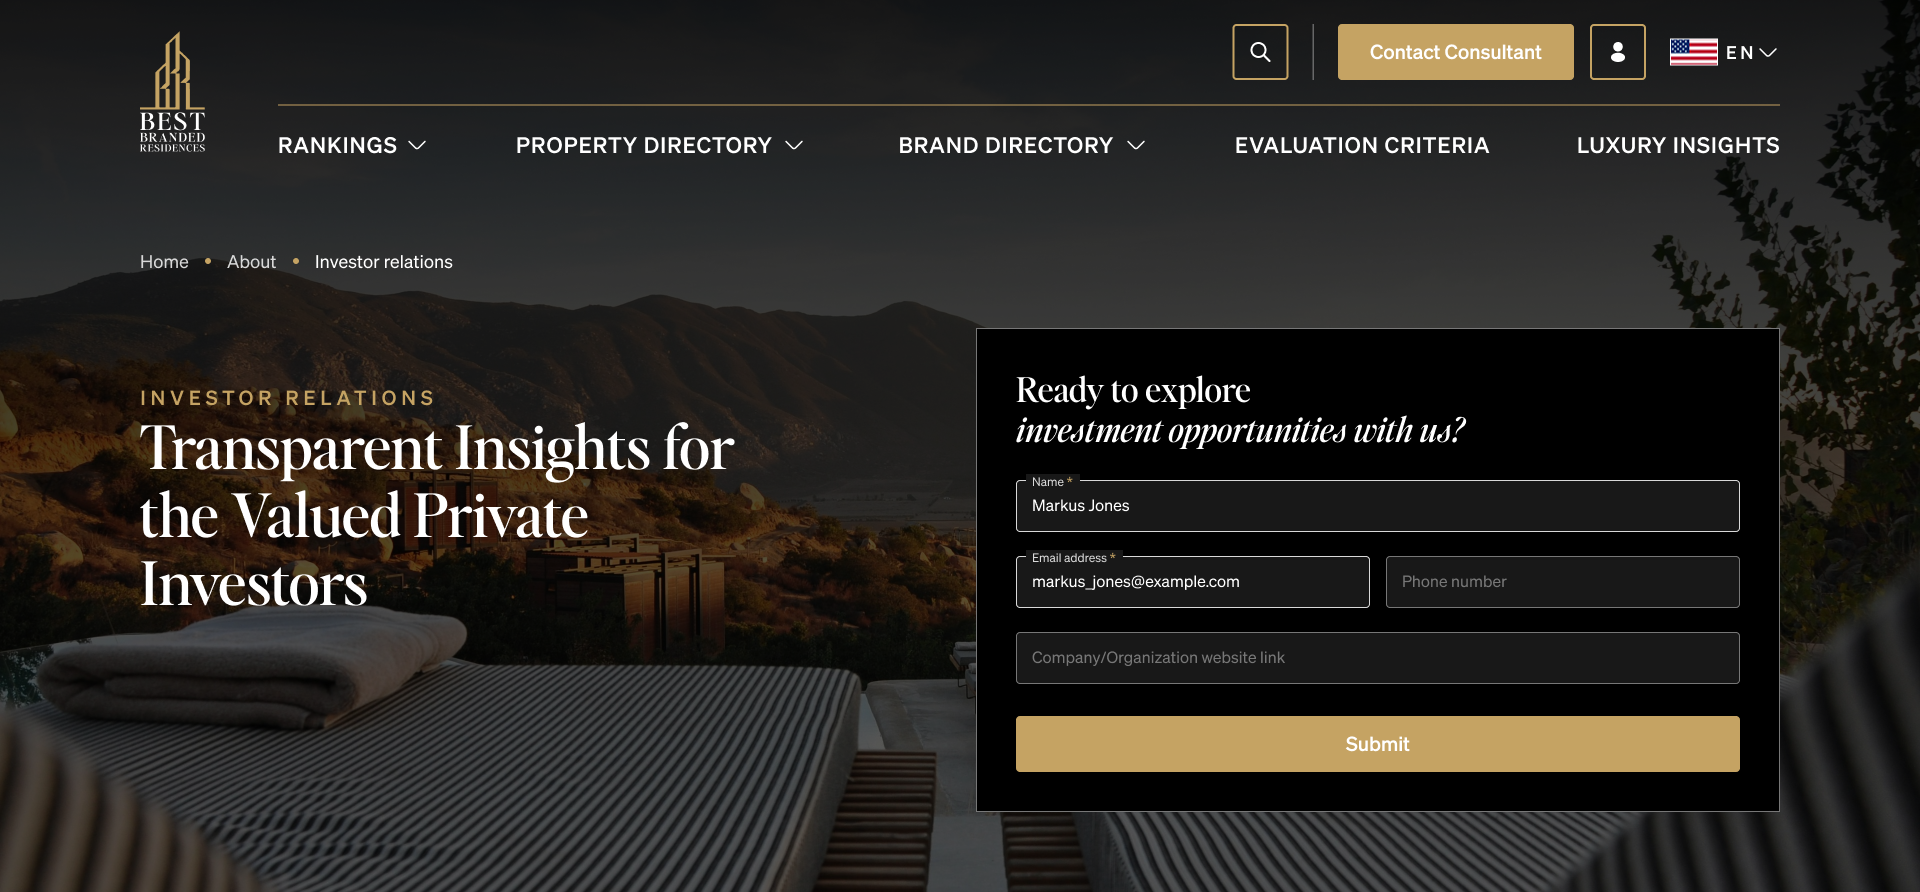 BEST
BRANDED
RESIDENCES
Contact Consultant
EN
RANKINGS
PROPERTY DIRECTORY
BRAND DIRECTORY
EVALUATION CRITERIA
LUXURY INSIGHTS
Home • About • Investor relations
INVESTOR RELATIONS
Transparent Insights for
the Valued Private
Investors
Ready to explore
investment opportunities with us?
Name *
Markus Jones
Email address *
markus_jones@example.com
Phone number
Company/Organization website link
Submit